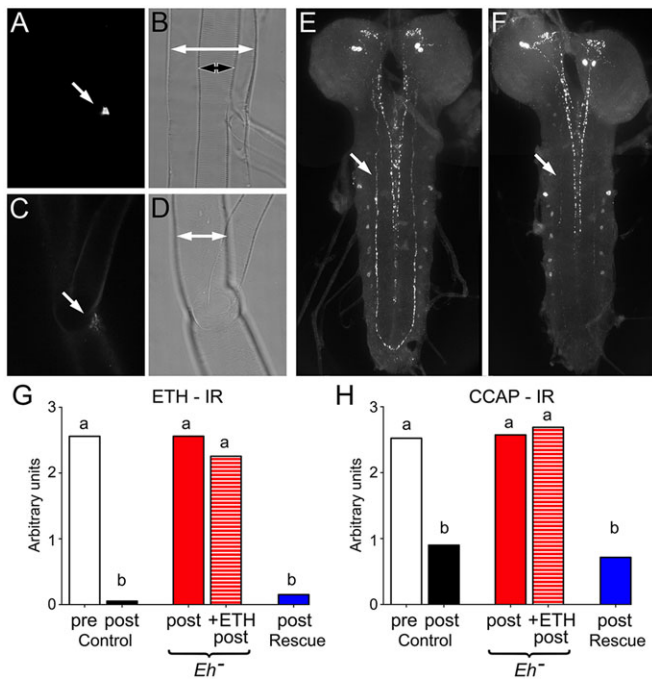 A
B
E
F
C
D
G
ETH - IR
H
CCAP - IR
Arbitrary units
3
2
1
0
a
b
a
a
b
pre
post
post
+ETH
post
post
Control
Rescue
Eh⁻
Arbitrary units
3
2
1
0
a
b
a
a
b
pre
post
post
+ETH
post
post
Control
Rescue
Eh⁻